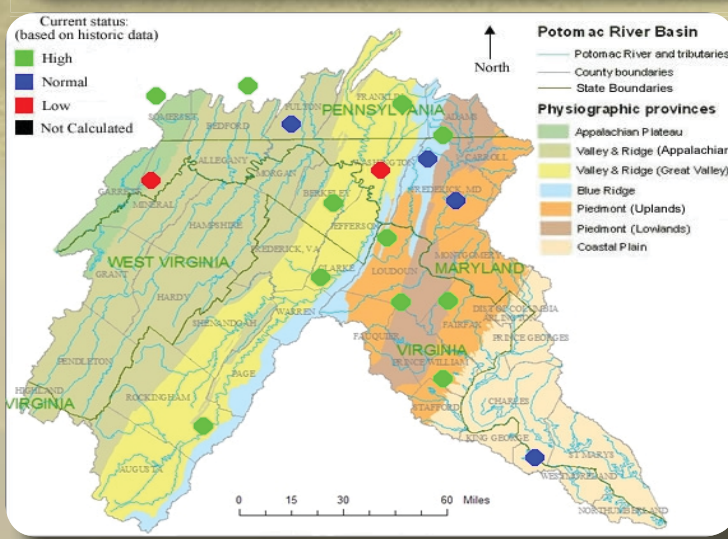 Current status:
(based on historic data)
High
Normal
Low
Not Calculated
North
Potomac River Basin
Potomac River and tributaries
County boundaries
State Boundaries
Physiographic provinces
Appalachian Plateau
Valley & Ridge (Appalachian
Valley & Ridge (Great Valley)
Blue Ridge
Piedmont (Uplands)
Piedmont (Lowlands)
Coastal Plain
FRANKLIN
PENNSYLVANIA
FULTON
ADAMS
SOMERSET
BEDFORD
CARROLL
ALLEGANY
WASHINGTON
MORGAN
GARRETT
MINERAL
BERKELEY
FREDERICK, MD
HAMPSHIRE
JEFFERSON
FREDERICK, VA
WEST VIRGINIA
LOUDOUN
MONTGOMERY
MARYLAND
GRANT
CLARKE
HARDY
WARREN
DIST OF COLUMBIA
ARLINGTON
SHENANDOAH
FAIRFAX
PRINCE GEORGES
FAUQUIER
VIRGINIA
PRINCE WILLIAM
PENDLETON
PAGE
HIGHLAND
VIRGINIA
ROCKINGHAM
STAFFORD
CHARLES
KING GEORGE
ST MARYS
AUGUSTA
WESTMORELAND
NORTHUMBERLAND
0 15 30 60 Miles